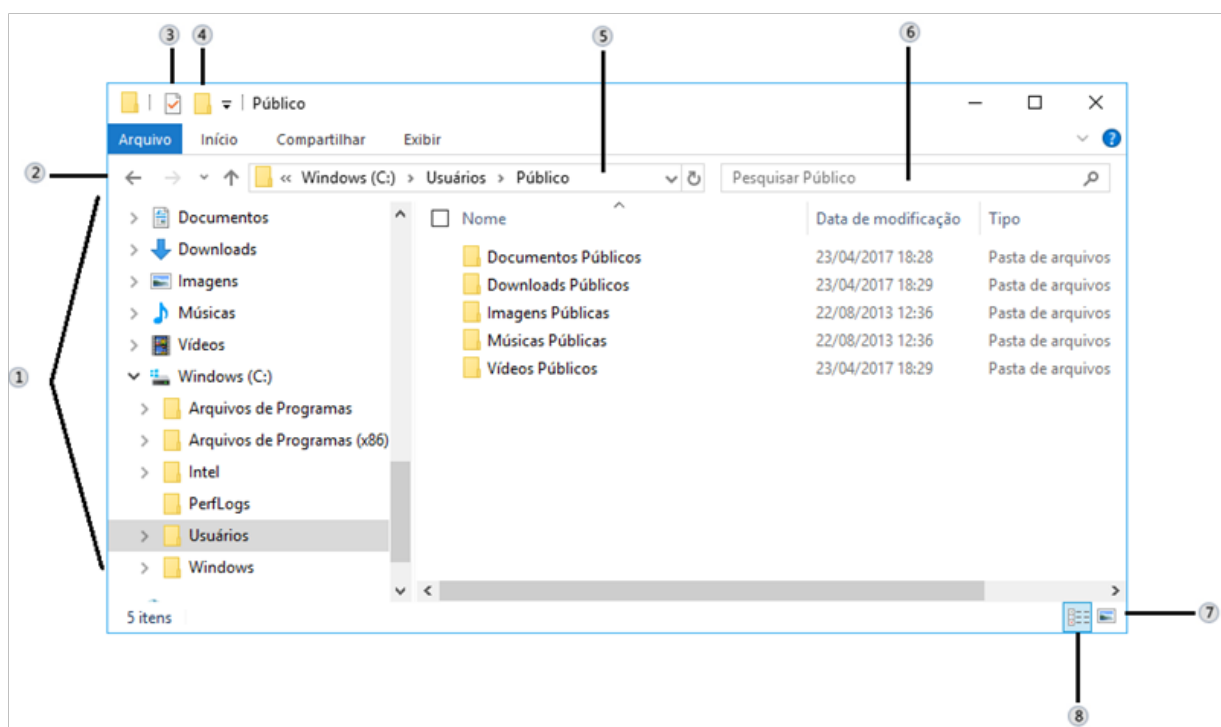 3 4 5 6
Público
Arquivo Início Compartilhar Exibir ?
2
« Windows (C:) > Usuários > Público Pesquisar Público
Documentos
Downloads
Imagens
Músicas
Vídeos
Windows (C:)
Arquivos de Programas
Arquivos de Programas (x86)
Intel
PerfLogs
Usuários
Windows
1
Nome Data de modificação Tipo
Documentos Públicos 23/04/2017 18:28 Pasta de arquivos
Downloads Públicos 23/04/2017 18:29 Pasta de arquivos
Imagens Públicas 22/08/2013 12:36 Pasta de arquivos
Músicas Públicas 22/08/2013 12:36 Pasta de arquivos
Vídeos Públicos 23/04/2017 18:29 Pasta de arquivos
5 itens
7
8